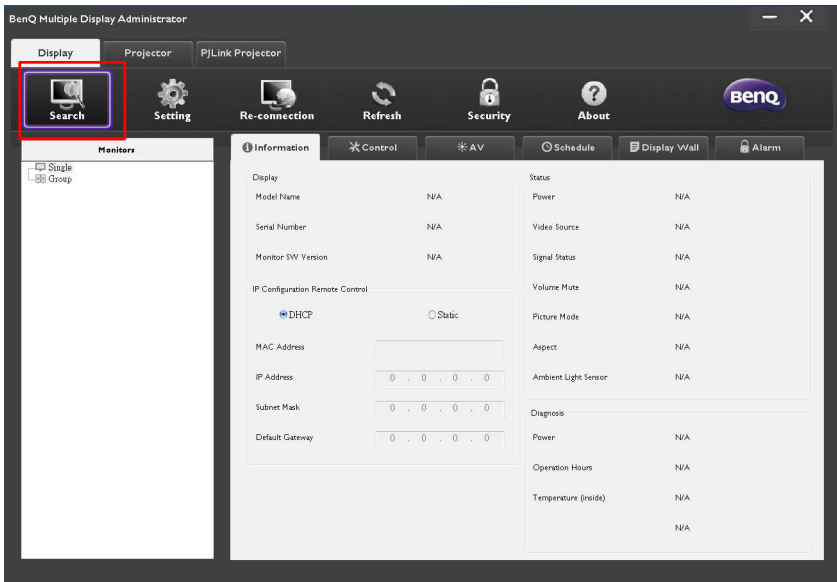 BenQ Multiple Display Administrator
Display Projector PJLink Projector
Search Setting Re-connection Refresh Security About BenQ
Monitors
Single
Group
Information Control AV Schedule Display Wall Alarm
Display
Model Name N/A
Serial Number N/A
Monitor SW Version N/A
IP Configuration Remote Control
DHCP Static
MAC Address
IP Address 0 . 0 . 0 . 0
Subnet Mask 0 . 0 . 0 . 0
Default Gateway 0 . 0 . 0 . 0
Status
Power N/A
Video Source N/A
Signal Status N/A
Volume Mute N/A
Picture Mode N/A
Aspect N/A
Ambient Light Sensor N/A
Diagnosis
Power N/A
Operation Hours N/A
Temperature (inside) N/A
N/A